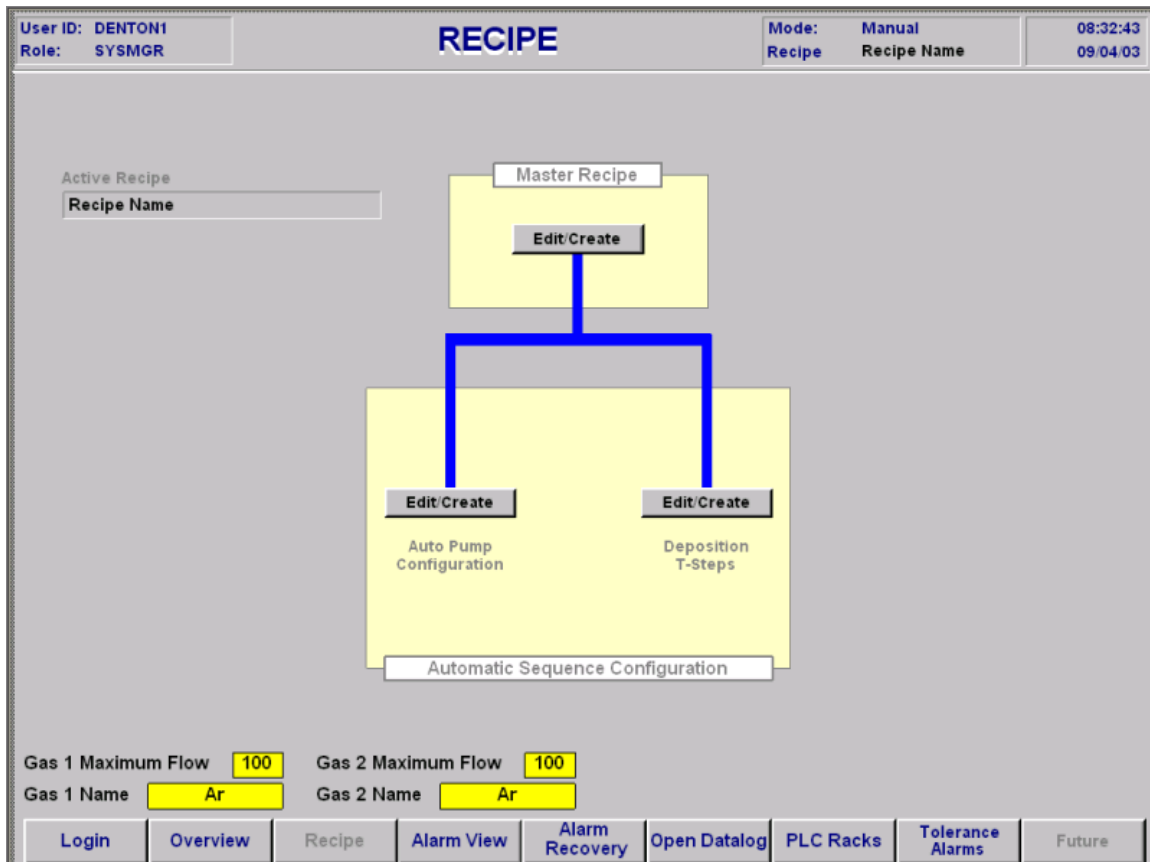 User ID: DENTON1
Role: SYSMGR
RECIPE
Mode: Manual
Recipe Recipe Name
08:32:43
09/04/03
Active Recipe
Recipe Name
Master Recipe
Edit/Create
Edit/Create
Edit/Create
Auto Pump
Configuration
Deposition
T-Steps
Automatic Sequence Configuration
Gas 1 Maximum Flow 100 Gas 2 Maximum Flow 100
Gas 1 Name Ar Gas 2 Name Ar
Login
Overview
Recipe
Alarm View
Alarm
Recovery
Open Datalog
PLC Racks
Tolerance
Alarms
Future